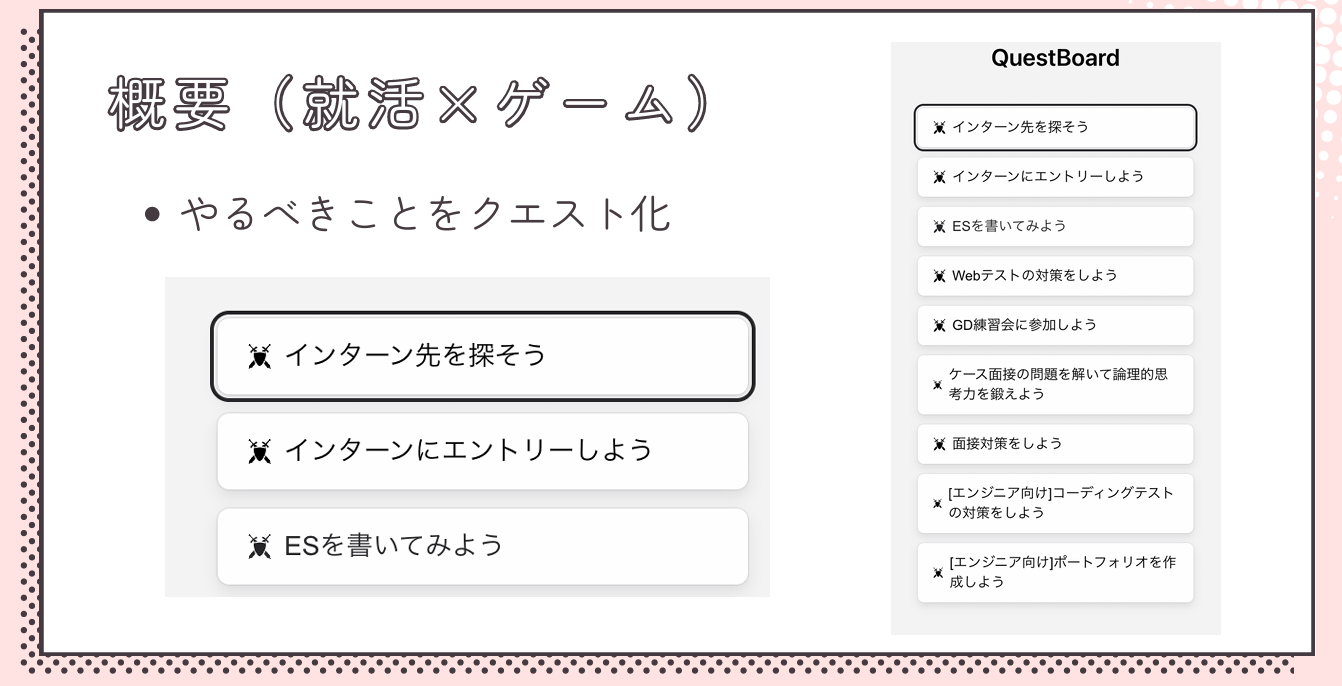 概要（就活×ゲーム）
• やるべきことをクエスト化
インターン先を探そう
インターンにエントリーしよう
ESを書いてみよう
QuestBoard
インターン先を探そう
インターンにエントリーしよう
ESを書いてみよう
Webテストの対策をしよう
GD練習会に参加しよう
ケース面接の問題を解いて論理的思
考力を鍛えよう
面接対策をしよう
[エンジニア向け]コーディングテスト
の対策をしよう
[エンジニア向け]ポートフォリオを作
成しよう